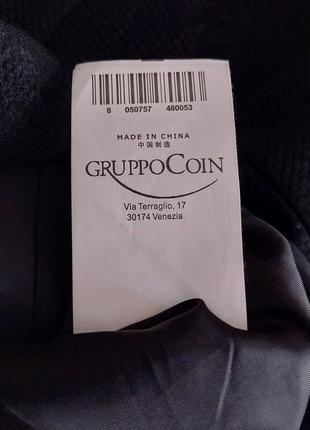 8 050757 480053
MADE IN CHINA
中国制造
GRUPPOCOIN
Via Terraglio, 17
30174 Venezia